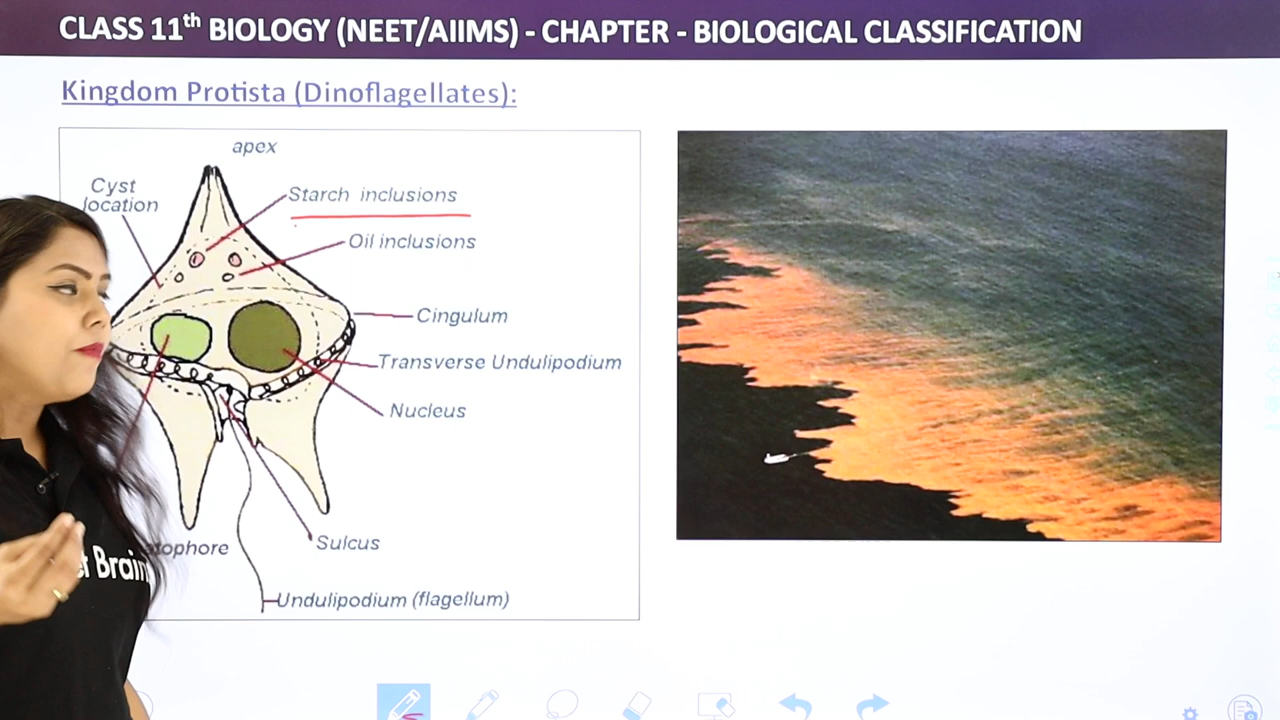 CLASS 11th BIOLOGY (NEET/AIIMS) - CHAPTER - BIOLOGICAL CLASSIFICATION
Kingdom Protista (Dinoflagellates):
apex
Cyst
location
Starch inclusions
Oil inclusions
Cingulum
Transverse Undulipodium
Nucleus
Sulcus
Undulipodium (flagellum)